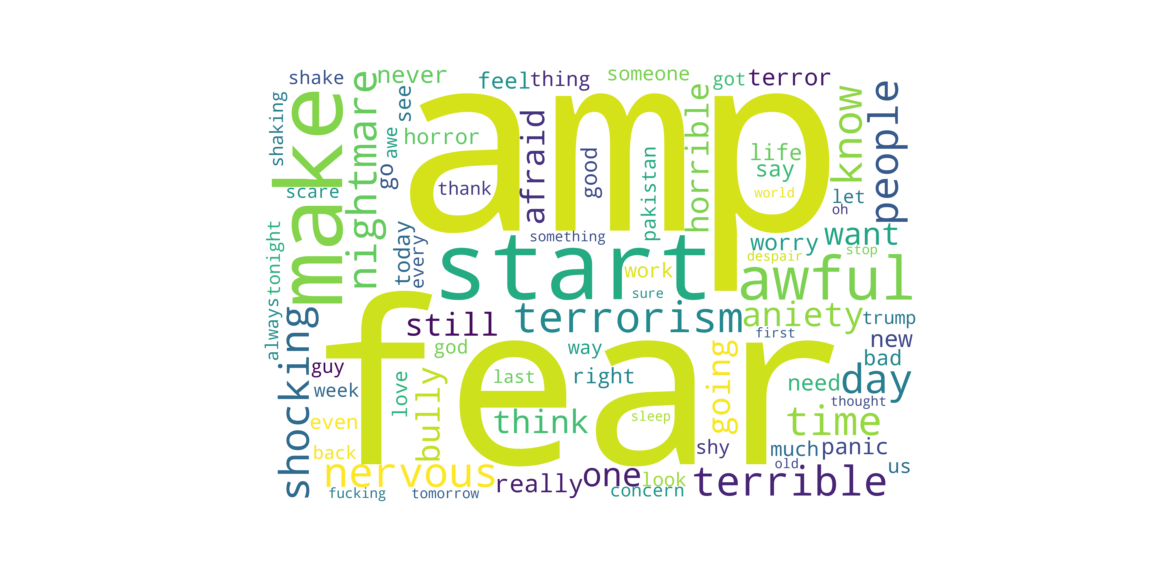 shake
never
feel
thing
someone
got
terror
shaking
make
nightmare
see
amp
horrible
know
people
awe
horror
go
afraid
good
pakistan
life
say
thank
world
scare
let
oh
something
today
every
start
work
sure
worry
want
despair
stop
awful
tonight
always
shocking
still
terrorism
aniety
trump
first
new
fear
god
way
bad
guy
week
love
bully
last
right
going
need
day
thought
even
think
sleep
time
back
shy
much
panic
nervous
really
one
look
old
us
fucking
tomorrow
concern
terrible